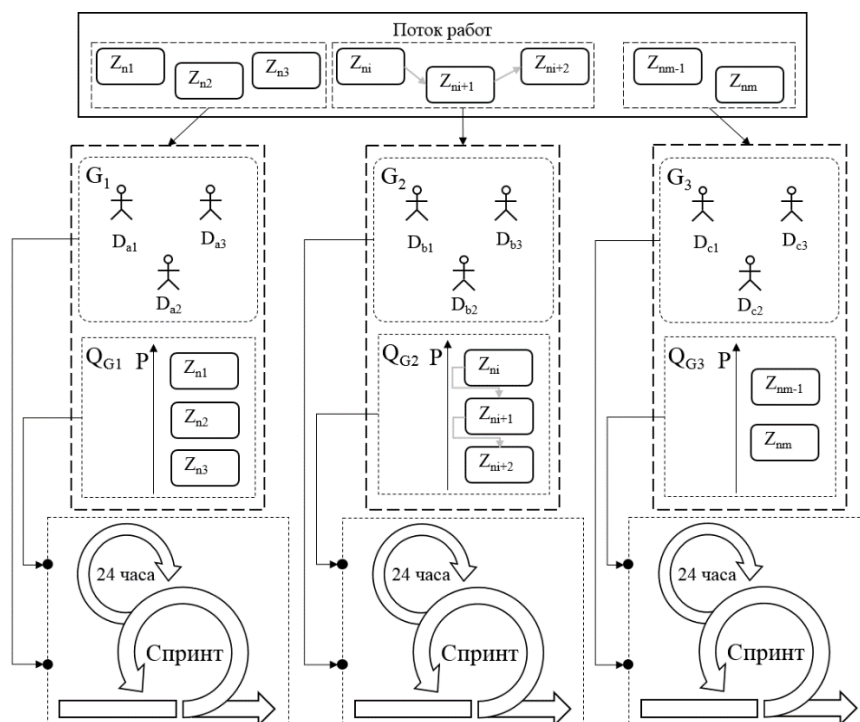 Поток работ
Zn1
Zn2
Zn3
Zni
Zni+1
Zni+2
Znm-1
Znm
G1
Da1
Da3
Da2
G2
Db1
Db3
Db2
G3
Dc1
Dc3
Dc2
QG1
P
Zn1
Zn2
Zn3
QG2
P
Zni
Zni+1
Zni+2
QG3
P
Znm-1
Znm
24 часа
Спринт
24 часа
Спринт
24 часа
Спринт